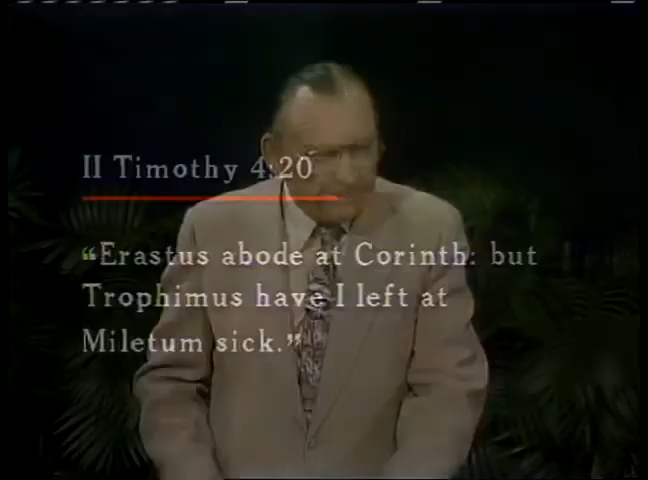 II Timothy 4:20
“Erastus abode at Corinth: but
Trophimus have I left at
Miletum sick.”